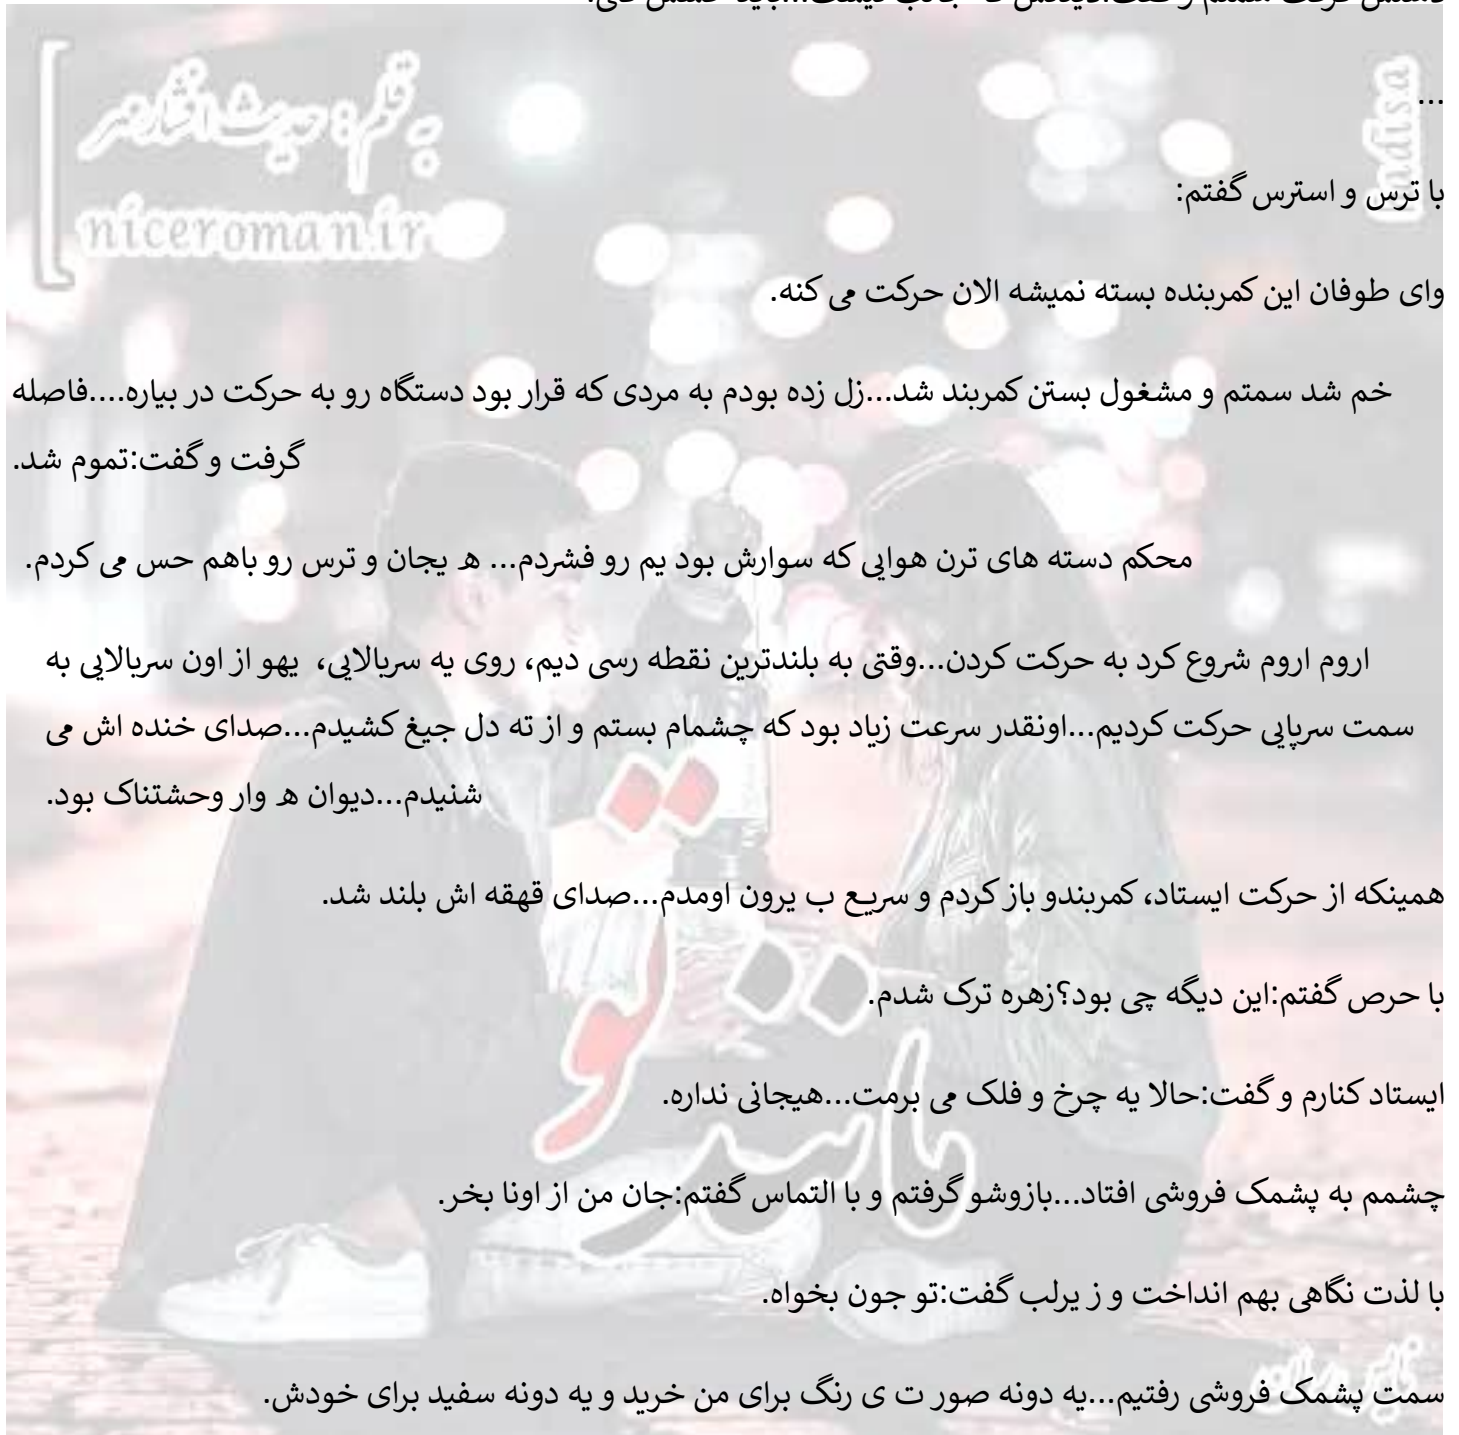 ...
با ترس و استرس گفتم:
وای طوفان این کمربنده بسته نمیشه الان حرکت می کنه.
خم شد سمتم و مشغول بستن کمربند شد...زل زده بودم به مردی که قرار بود دستگاه رو به حرکت در بیاره....فاصله
گرفت و گفت:تموم شد.
محکم دسته های ترن هوایی که سوارش بود یم رو فشردم... هـ یجان و ترس رو باهم حس می کردم.
اروم اروم شروع کرد به حرکت کردن...وقتی به بلندترین نقطه رسی دیم، روی یه سربالایی، یهو از اون سربالایی به
سمت سرپایی حرکت کردیم...اونقدر سرعت زیاد بود که چشمام بستم و از ته دل جیغ کشیدم...صدای خنده اش می
شنیدم...دیوان هـ وار وحشتناک بود.
همینکه از حرکت ایستاد، کمربندو باز کردم و سریع ب یرون اومدم...صدای قهقه اش بلند شد.
با حرص گفتم:این دیگه چی بود؟زهره ترک شدم.
ایستاد کنارم و گفت:حالا یه چرخ و فلک می برمت...هیجانی نداره.
چشمم به پشمک فروشی افتاد...بازوشو گرفتم و با التماس گفتم:جان من از اونا بخر.
با لذت نگاهی بهم انداخت و ز یرلب گفت:تو جون بخواه.
سمت پشمک فروشی رفتیم...یه دونه صور ت ی رنگ برای من خرید و یه دونه سفید برای خودش.
به قلم:
niceroman.ir
مانند تو